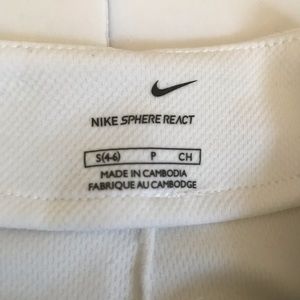 NIKE SPHERE REACT
S(4-6) P CH
MADE IN CAMBODIA
FABRIQUE AU CAMBODGE